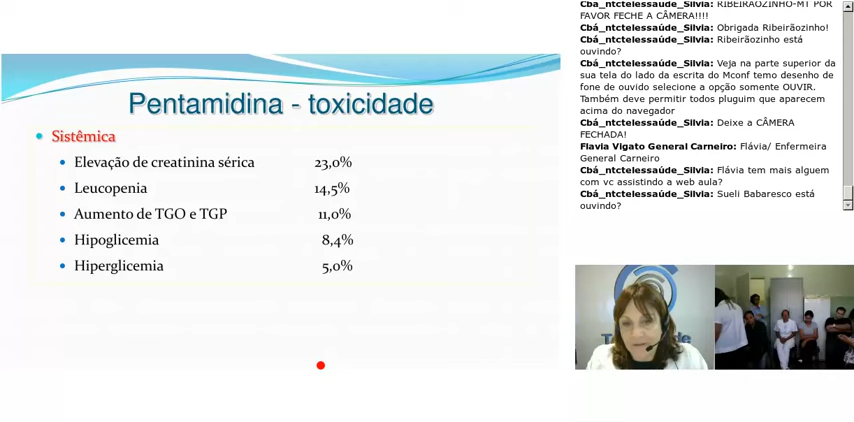 Pentamidina - toxicidade
Sistêmica
Elevação de creatinina sérica 23,0%
Leucopenia 14,5%
Aumento de TGO e TGP 11,0%
Hipoglicemia 8,4%
Hiperglicemia 5,0%
Cbá_ntctelessaúde_Silvia: RIBEIRÃOZINHO-MT POR
FAVOR FECHE A CÂMERA!!!!
Cbá_ntctelessaúde_Silvia: Obrigada Ribeirãozinho!
Cbá_ntctelessaúde_Silvia: Ribeirãozinho está
ouvindo?
Cbá_ntctelessaúde_Silvia: Veja na parte superior da
sua tela do lado da escrita do Mconf temo desenho de
fone de ouvido selecione a opção somente OUVIR.
Também deve permitir todos pluguim que aparecem
acima do navegador
Cbá_ntctelessaúde_Silvia: Deixe a CÂMERA
FECHADA!
Flavia Vigato General Carneiro: Flávia/ Enfermeira
General Carneiro
Cbá_ntctelessaúde_Silvia: Flávia tem mais alguem
com vc assistindo a web aula?
Cbá_ntctelessaúde_Silvia: Sueli Babaresco está
ouvindo?